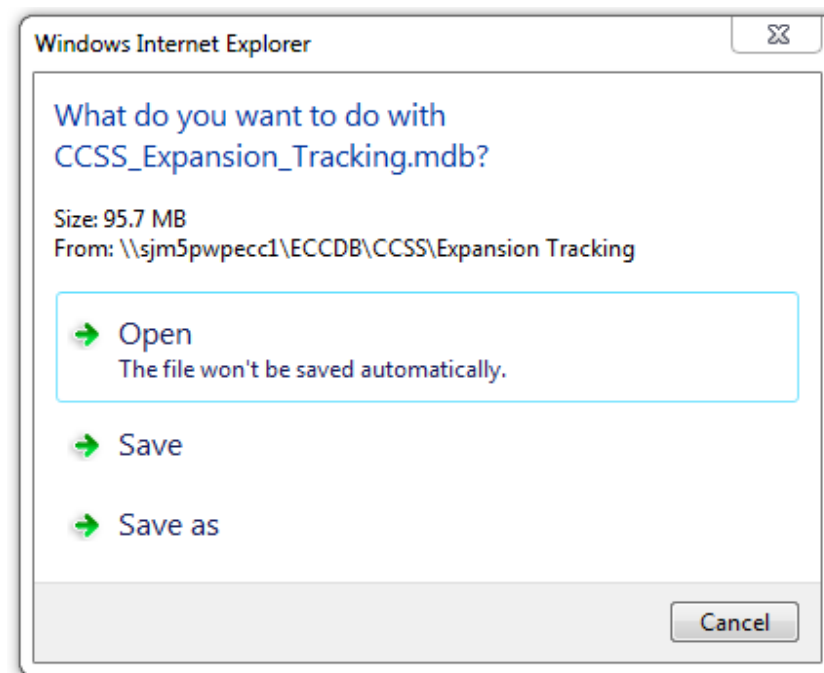 Windows Internet Explorer
What do you want to do with
CCSS_Expansion_Tracking.mdb?
Size: 95.7 MB
From: \\sjm5pwpecc1\ECCDB\CCSS\Expansion Tracking
Open
The file won't be saved automatically.
Save
Save as
Cancel